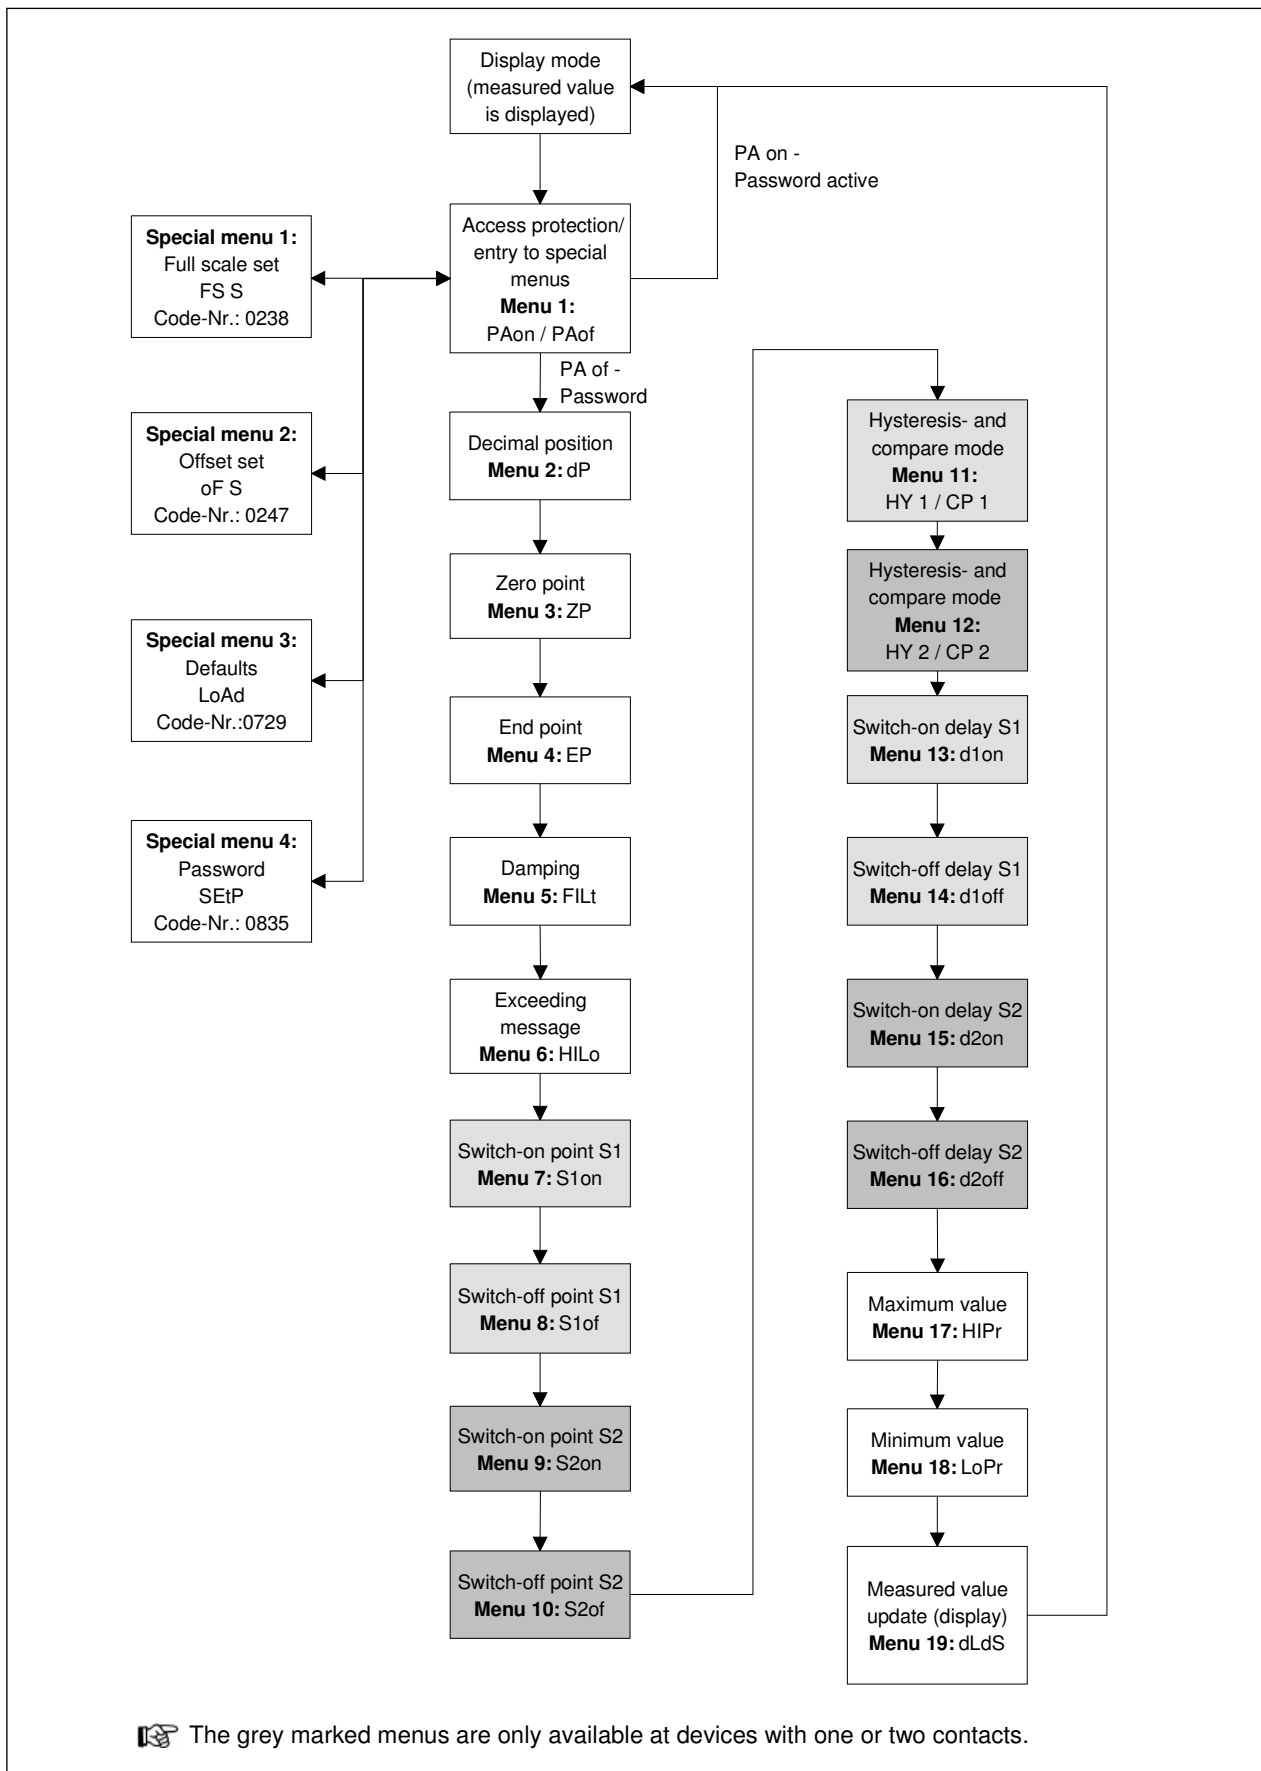 Display mode
(measured value
is displayed)
PA on -
Password active
Access protection/
entry to special
menus
Menu 1:
PAon / PAof
PA of -
Password
Special menu 1:
Full scale set
FS S
Code-Nr.: 0238
Special menu 2:
Offset set
oF S
Code-Nr.: 0247
Special menu 3:
Defaults
LoAd
Code-Nr.:0729
Special menu 4:
Password
SEtP
Code-Nr.: 0835
Decimal position
Menu 2: dP
Zero point
Menu 3: ZP
End point
Menu 4: EP
Damping
Menu 5: FILt
Exceeding
message
Menu 6: HILo
Switch-on point S1
Menu 7: S1on
Switch-off point S1
Menu 8: S1of
Switch-on point S2
Menu 9: S2on
Switch-off point S2
Menu 10: S2of
Hysteresis- and
compare mode
Menu 11:
HY 1 / CP 1
Hysteresis- and
compare mode
Menu 12:
HY 2 / CP 2
Switch-on delay S1
Menu 13: d1on
Switch-off delay S1
Menu 14: d1off
Switch-on delay S2
Menu 15: d2on
Switch-off delay S2
Menu 16: d2off
Maximum value
Menu 17: HIPr
Minimum value
Menu 18: LoPr
Measured value
update (display)
Menu 19: dLdS
The grey marked menus are only available at devices with one or two contacts.